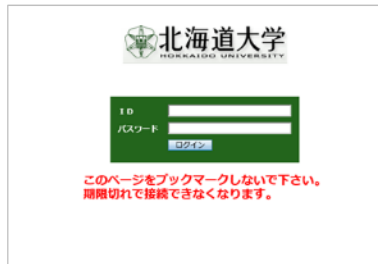 北海道大学
HOKKAIDO UNIVERSITY
ID
パスワード
ログイン
このページをブックマークしないで下さい。
期限切れで接続できなくなります。